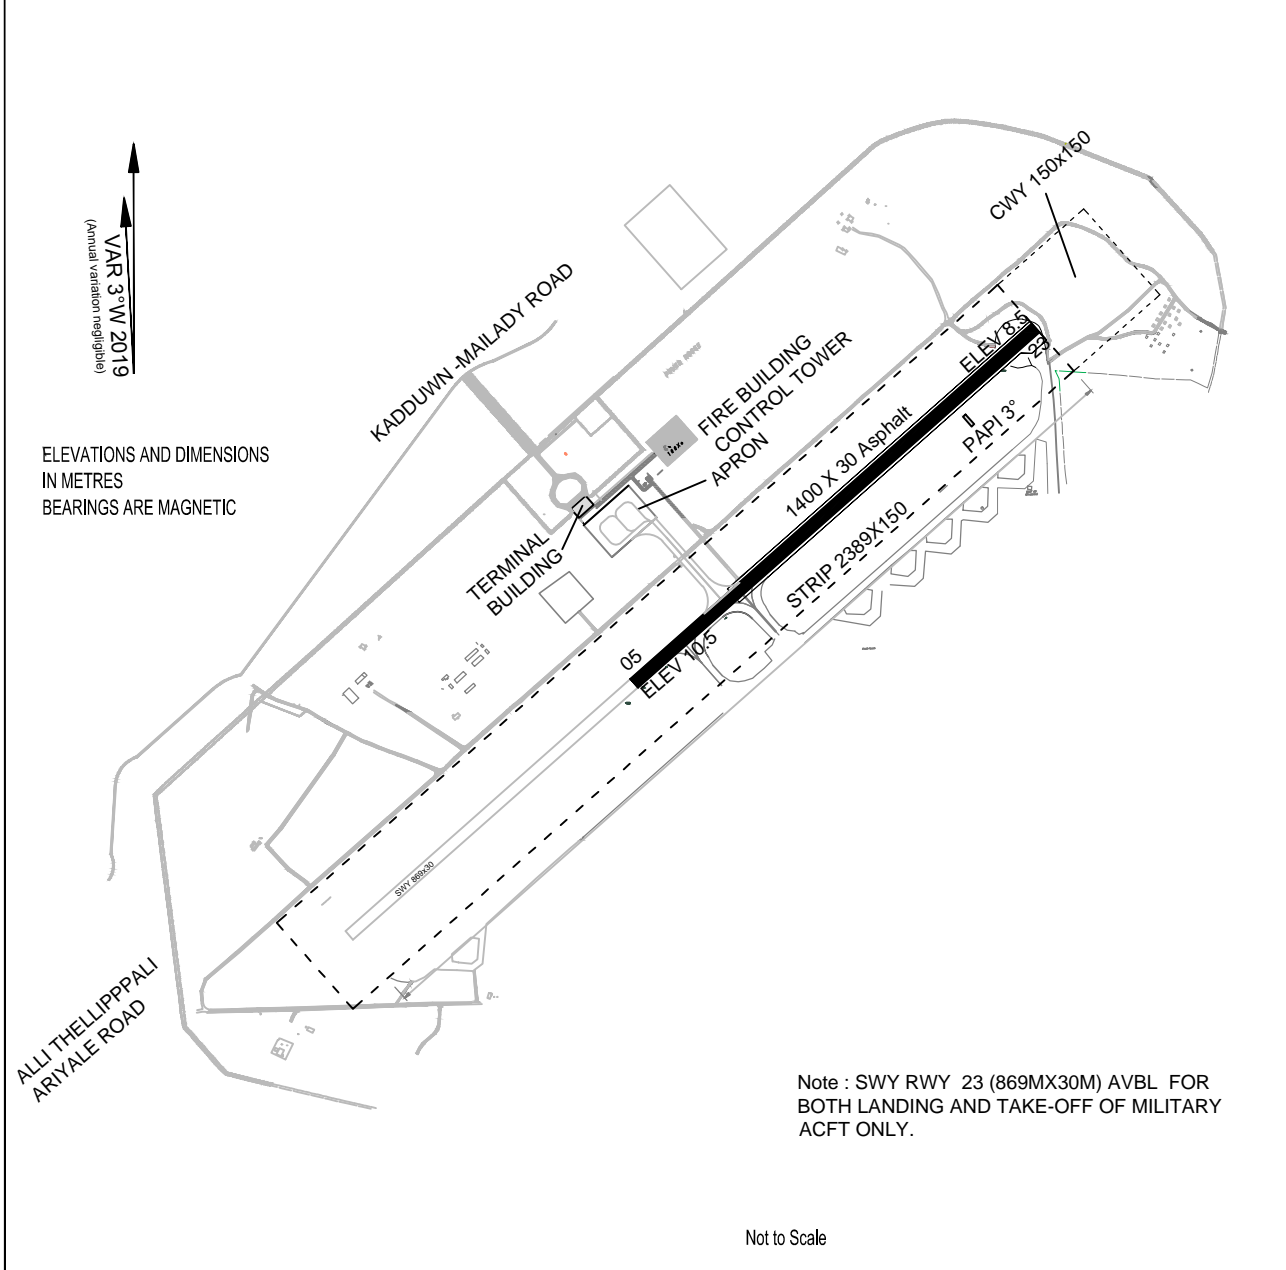 CWY 150x150
VAR 3°W 2019
(Annual variation negligible)
KADDUWN -MAILADY ROAD
ELEV 8.5
23
FIRE BUILDING
CONTROL TOWER
APRON
1400 X 30 Asphalt
PAPI 3°
ELEVATIONS AND DIMENSIONS
IN METRES
BEARINGS ARE MAGNETIC
TERMINAL
BUILDING
STRIP 2389X150
05
ELEV 10.5
SWY 869x30
ALLI THELLIPPPALI
ARIYALE ROAD
Note : SWY RWY 23 (869MX30M) AVBL FOR
BOTH LANDING AND TAKE-OFF OF MILITARY
ACFT ONLY.
Not to Scale